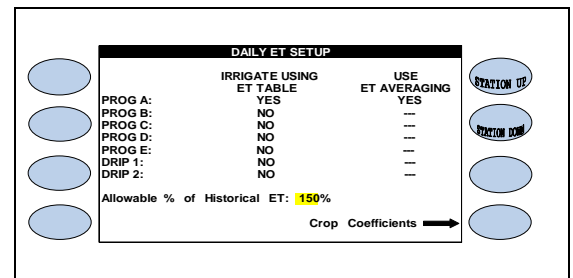 DAILY ET SETUP
IRRIGATE USING USE
ET TABLE ET AVERAGING
PROG A: YES YES
PROG B: NO ---
PROG C: NO ---
PROG D: NO ---
PROG E: NO ---
DRIP 1: NO ---
DRIP 2: NO ---
Allowable % of Historical ET: 150%
Crop Coefficients
STATION UP
STATION DOWN